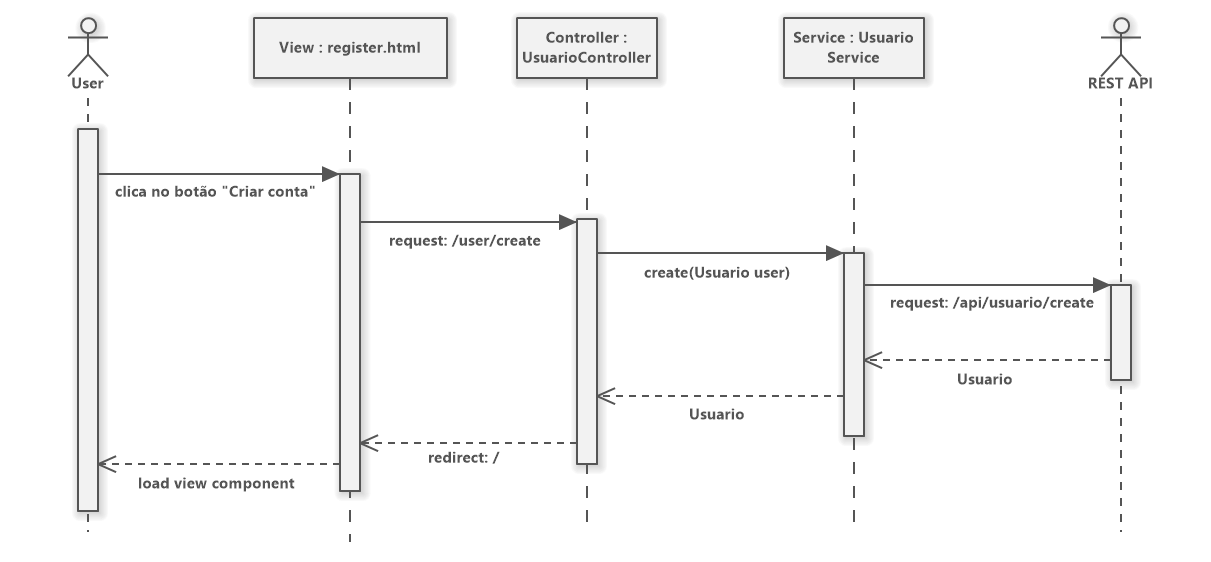 View : register.html
Controller :
UsuarioController
Service : Usuario
Service
User
REST API
clica no botão "Criar conta"
request: /user/create
create(Usuario user)
request: /api/usuario/create
Usuario
Usuario
redirect: /
load view component